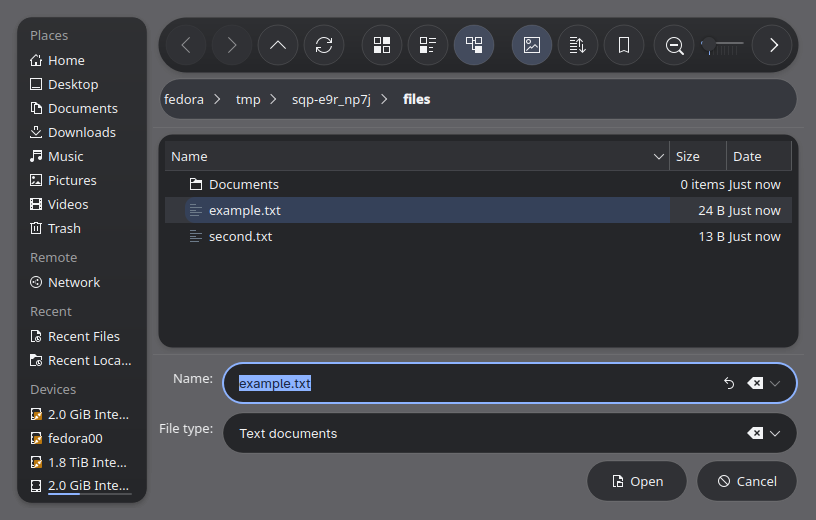 Places
Home
Desktop
Documents
Downloads
Music
Pictures
Videos
Trash
Remote
Network
Recent
Recent Files
Recent Loca...
Devices
2.0 GiB Inte...
fedora00
1.8 TiB Inte...
2.0 GiB Inte...
fedora > tmp > sqp-e9r_np7j > files
Name Size Date
Documents 0 items Just now
example.txt 24 B Just now
second.txt 13 B Just now
Name: example.txt
File type: Text documents
Open Cancel